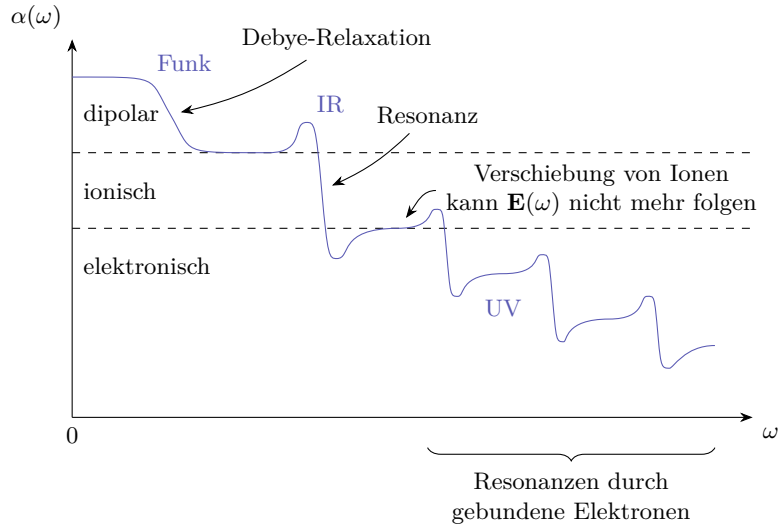 α(ω)
Debye-Relaxation
Funk
IR
dipolar
Resonanz
Verschiebung von Ionen
kann E(ω) nicht mehr folgen
ionisch
elektronisch
UV
0
ω
Resonanzen durch
gebundene Elektronen